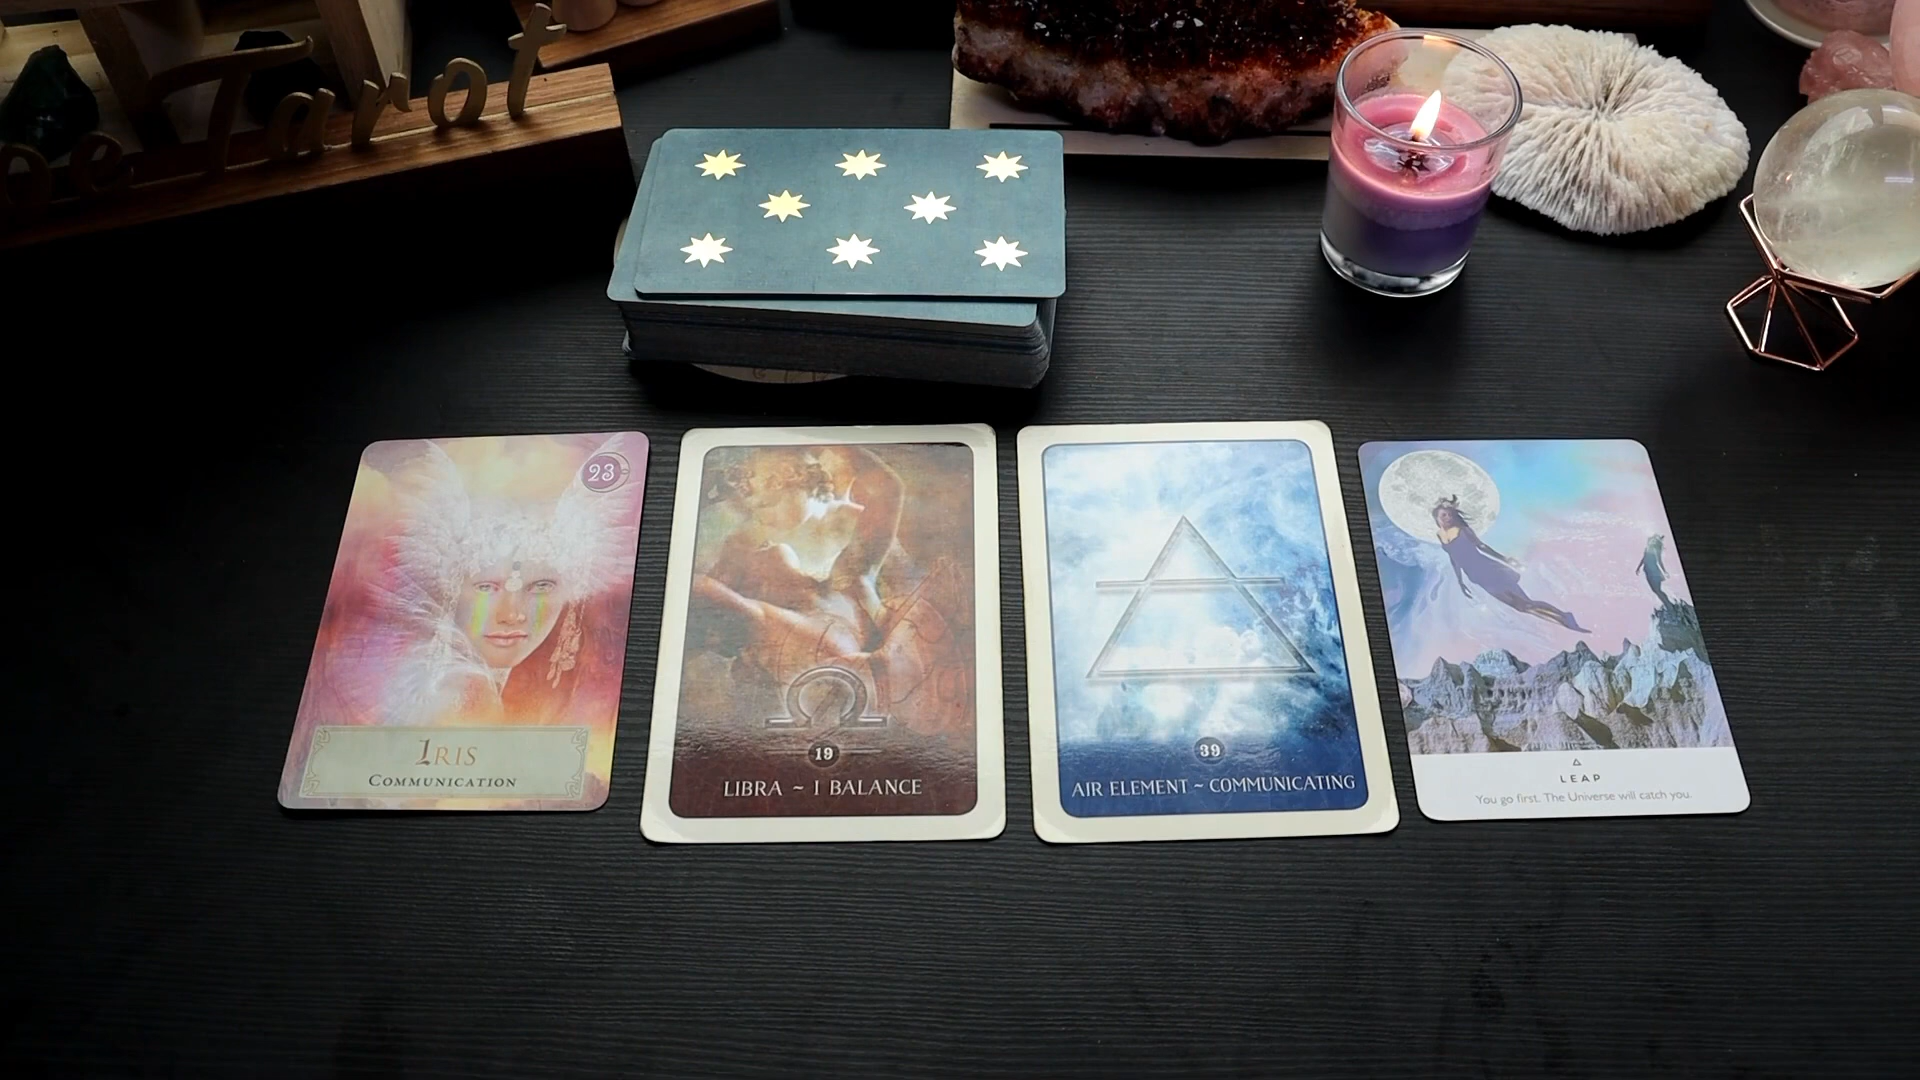 Tarot
23
IRIS
COMMUNICATION
19
LIBRA ~ I BALANCE
39
AIR ELEMENT ~ COMMUNICATING
LEAP
You go first. The Universe will catch you.